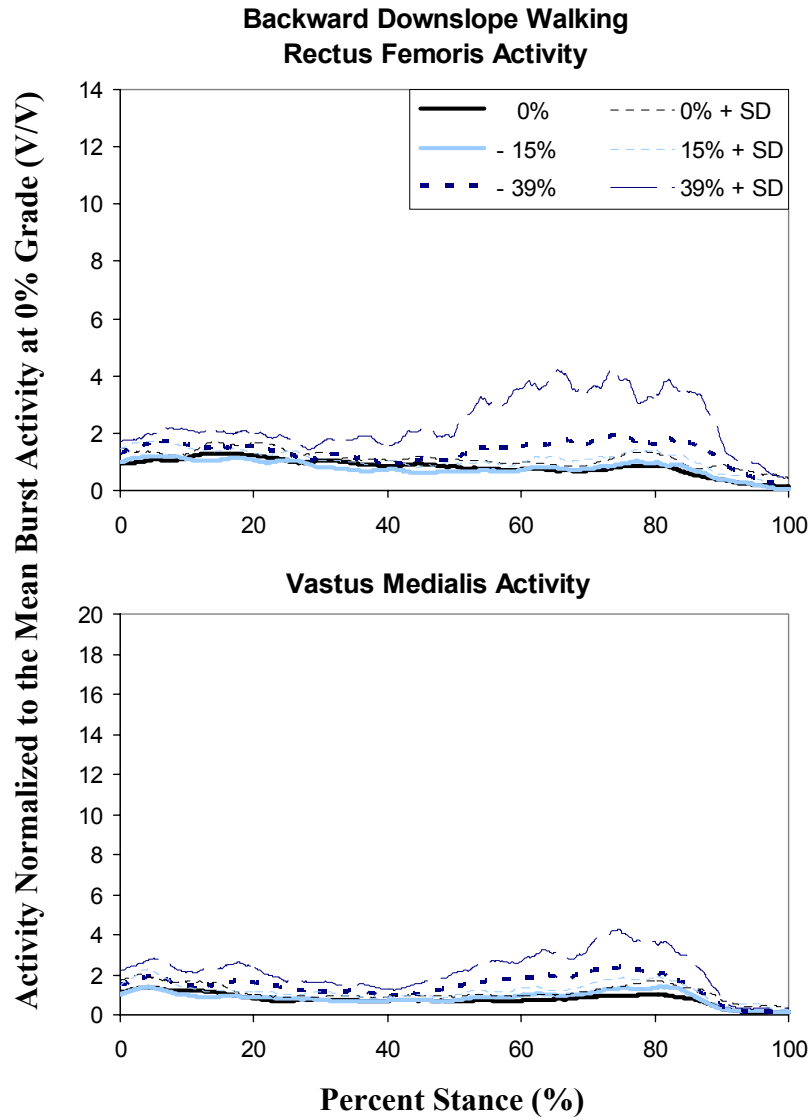 Backward Downslope Walking
Rectus Femoris Activity
Activity Normalized to the Mean Burst Activity at 0% Grade (V/V)
14
12
10
8
6
4
2
0
0% 0% + SD
- 15% 15% + SD
- 39% 39% + SD
0 20 40 60 80 100
Vastus Medialis Activity
20
18
16
14
12
10
8
6
4
2
0
0 20 40 60 80 100
Percent Stance (%)